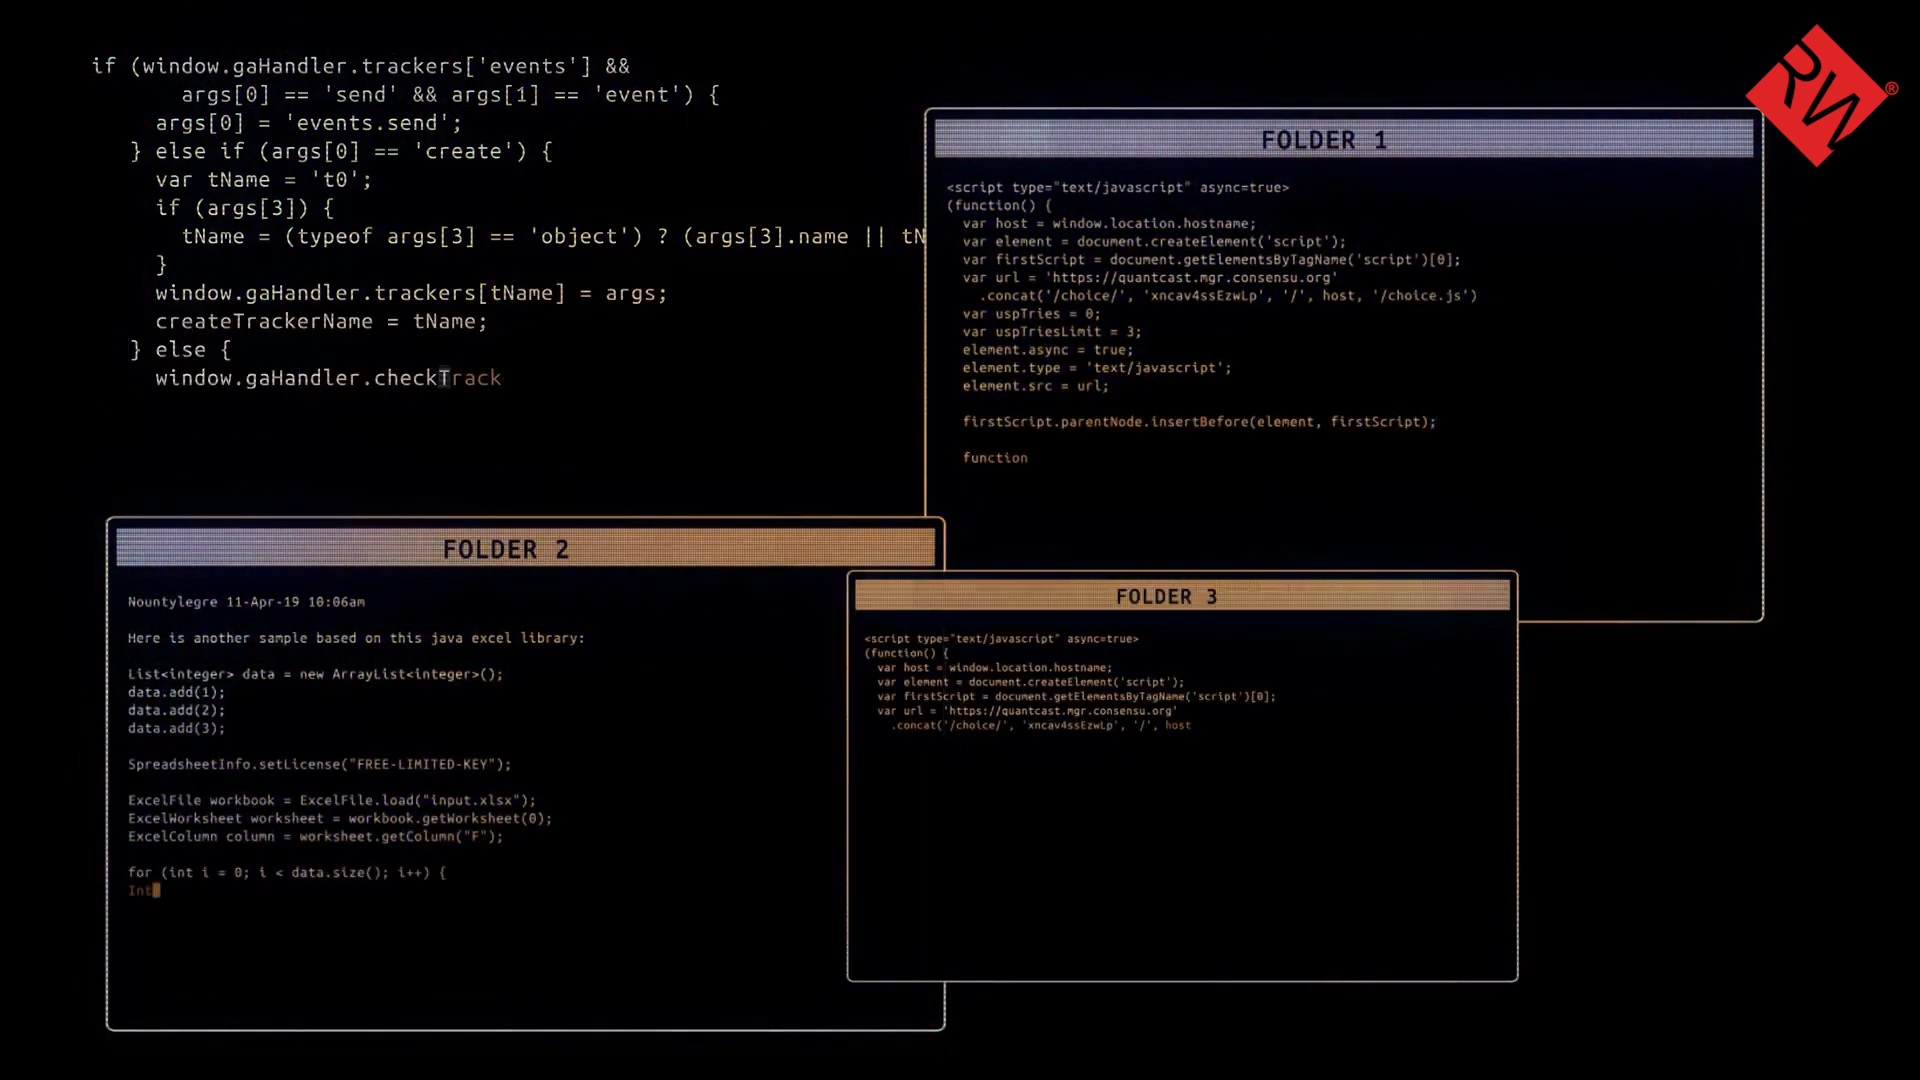 if (window.gaHandler.trackers['events'] &&
args[0] == 'send' && args[1] == 'event') {
args[0] = 'events.send';
} else if (args[0] == 'create') {
var tName = 't0';
if (args[3]) {
tName = (typeof args[3] == 'object') ? (args[3].name || tN
}
window.gaHandler.trackers[tName] = args;
createTrackerName = tName;
} else {
window.gaHandler.checkTrack
RW®
FOLDER 1
<script type="text/javascript" async=true>
(function() {
var host = window.location.hostname;
var element = document.createElement('script');
var firstScript = document.getElementsByTagName('script')[0];
var url = 'https://quantcast.mgr.consensu.org'
.concat('/choice/', 'xncav4ssEzwLp', '/', host, '/choice.js')
var uspTries = 0;
var uspTriesLimit = 3;
element.async = true;
element.type = 'text/javascript';
element.src = url;
firstScript.parentNode.insertBefore(element, firstScript);
function
FOLDER 2
Nountylegre 11-Apr-19 10:06am
Here is another sample based on this java excel library:
List<integer> data = new ArrayList<integer>();
data.add(1);
data.add(2);
data.add(3);
SpreadsheetInfo.setLicense("FREE-LIMITED-KEY");
ExcelFile workbook = ExcelFile.load("input.xlsx");
ExcelWorksheet worksheet = workbook.getWorksheet(0);
ExcelColumn column = worksheet.getColumn("F");
for (int i = 0; i < data.size(); i++) {
Int
FOLDER 3
<script type="text/javascript" async=true>
(function() {
var host = window.location.hostname;
var element = document.createElement('script');
var firstScript = document.getElementsByTagName('script')[0];
var url = 'https://quantcast.mgr.consensu.org'
.concat('/choice/', 'xncav4ssEzwLp', '/', host